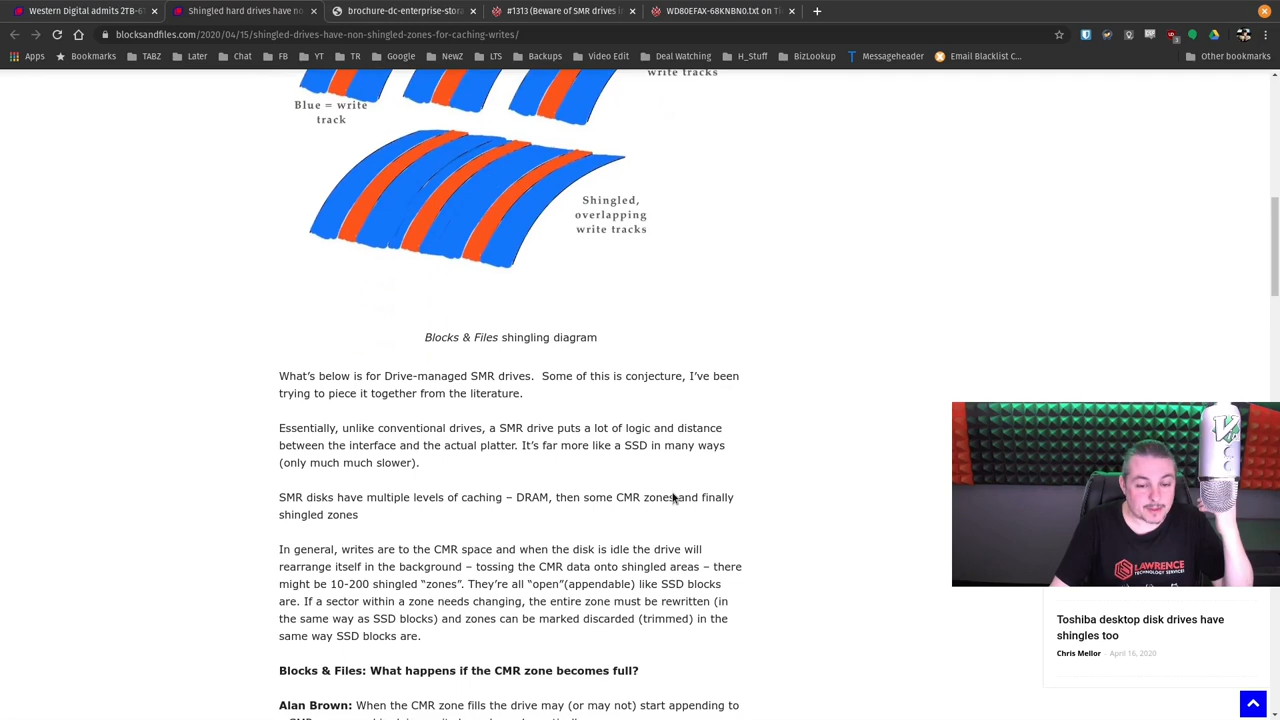 Western Digital admits 2TB-6
Shingled hard drives have no
brochure-dc-enterprise-stora
#1313 (Beware of SMR drives i
WD80EFAX-68KNBN0.txt on T
blocksandfiles.com/2020/04/15/shingled-drives-have-non-shingled-zones-for-caching-writes/
Apps
Bookmarks
TABZ
Later
Chat
FB
YT
TR
Google
NewZ
LTS
Backups
Video Edit
Deal Watching
H_Stuff
BizLookup
Messageheader
Email Blacklist C...
Other bookmarks
write tracks
Blue = write
track
Shingled,
overlapping
write tracks
Blocks & Files shingling diagram
What's below is for Drive-managed SMR drives.  Some of this is conjecture, I've been
trying to piece it together from the literature.
Essentially, unlike conventional drives, a SMR drive puts a lot of logic and distance
between the interface and the actual platter. It's far more like a SSD in many ways
(only much much slower).
SMR disks have multiple levels of caching – DRAM, then some CMR zones and finally
shingled zones
In general, writes are to the CMR space and when the disk is idle the drive will
rearrange itself in the background – tossing the CMR data onto shingled areas – there
might be 10-200 shingled "zones". They're all "open"(appendable) like SSD blocks
are. If a sector within a zone needs changing, the entire zone must be rewritten (in
the same way as SSD blocks) and zones can be marked discarded (trimmed) in the
same way SSD blocks are.
Blocks & Files: What happens if the CMR zone becomes full?
Alan Brown: When the CMR zone fills the drive may (or may not) start appending to
LAWRENCE
TECHNOLOGY SERVICES
Toshiba desktop disk drives have
shingles too
Chris Mellor - April 16, 2020